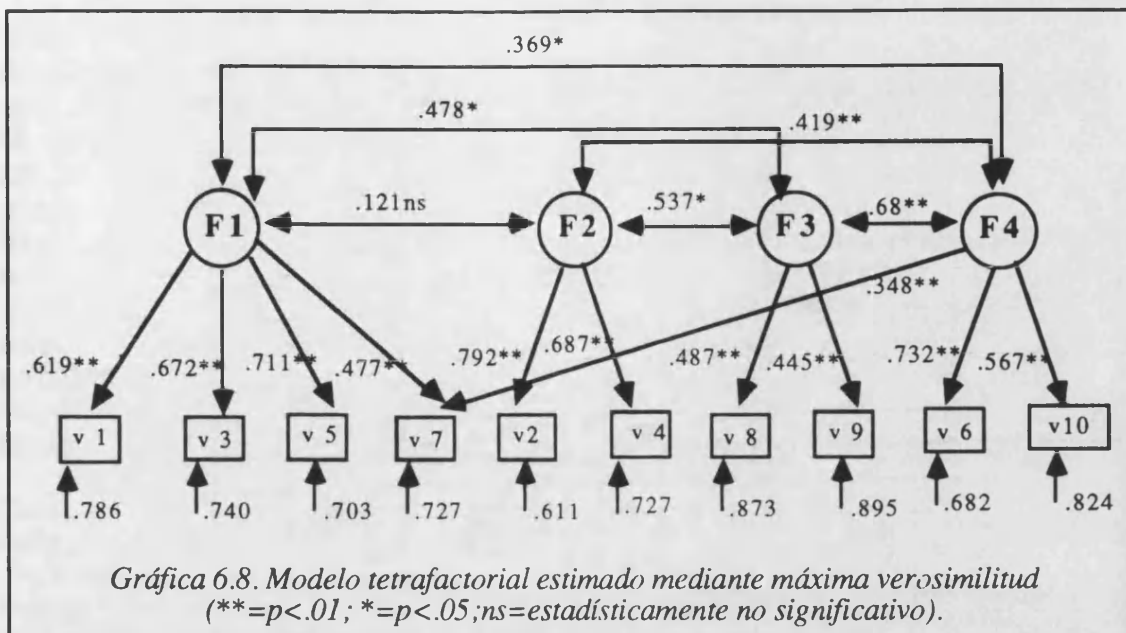 .369*
.478*
.419**
F1
.121ns
F2
.537*
F3
.68**
F4
.348**
.619**
.672**
.711**
.477*
.792**
.687**
.487**
.445**
.732**
.567**
v 1
v 3
v 5
v 7
v2
v 4
v 8
v 9
v 6
v10
.786
.740
.703
.727
.611
.727
.873
.895
.682
.824
Gráfica 6.8. Modelo tetrafactorial estimado mediante máxima verosimilitud
(**=p<.01; *=p<.05;ns=estadísticamente no significativo).